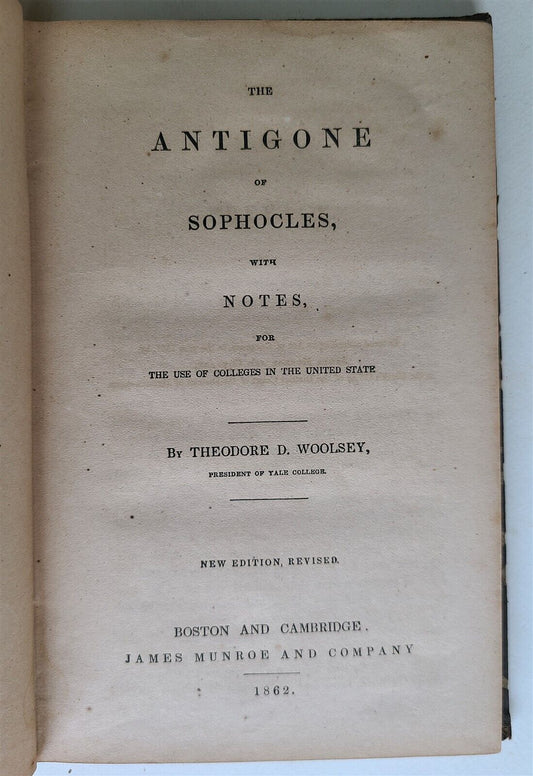 THE
ANTIGONE
OF
SOPHOCLES,
WITH
NOTES,
FOR
THE USE OF COLLEGES IN THE UNITED STATE
By THEODORE D. WOOLSEY,
PRESIDENT OF YALE COLLEGE.
NEW EDITION, REVISED.
BOSTON AND CAMBRIDGE.
JAMES MUNROE AND COMPANY
1862.